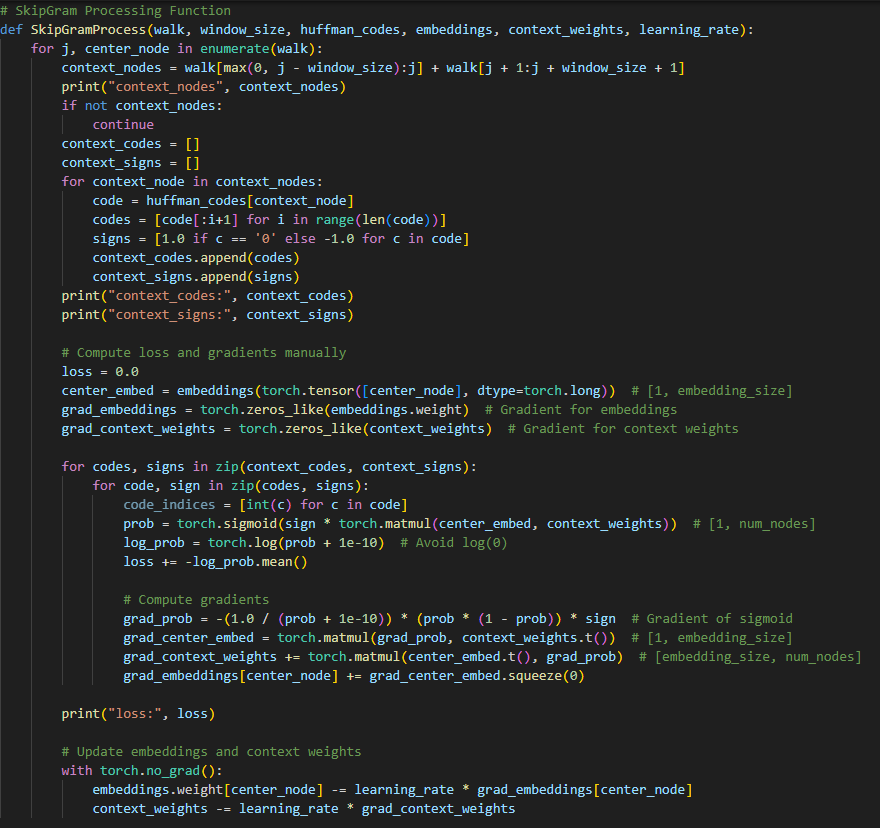 # SkipGram Processing Function
def SkipGramProcess(walk, window_size, huffman_codes, embeddings, context_weights, learning_rate):
    for j, center_node in enumerate(walk):
        context_nodes = walk[max(0, j - window_size):j] + walk[j + 1:j + window_size + 1]
        print("context_nodes", context_nodes)
        if not context_nodes:
            continue
        context_codes = []
        context_signs = []
        for context_node in context_nodes:
            code = huffman_codes[context_node]
            codes = [code[:i+1] for i in range(len(code))]
            signs = [1.0 if c == '0' else -1.0 for c in code]
            context_codes.append(codes)
            context_signs.append(signs)
        print("context_codes:", context_codes)
        print("context_signs:", context_signs)

        # Compute loss and gradients manually
        loss = 0.0
        center_embed = embeddings(torch.tensor([center_node], dtype=torch.long))  # [1, embedding_size]
        grad_embeddings = torch.zeros_like(embeddings.weight)  # Gradient for embeddings
        grad_context_weights = torch.zeros_like(context_weights)  # Gradient for context weights

        for codes, signs in zip(context_codes, context_signs):
            for code, sign in zip(codes, signs):
                code_indices = [int(c) for c in code]
                prob = torch.sigmoid(sign * torch.matmul(center_embed, context_weights))  # [1, num_nodes]
                log_prob = torch.log(prob + 1e-10)  # Avoid log(0)
                loss += -log_prob.mean()

                # Compute gradients
                grad_prob = -(1.0 / (prob + 1e-10)) * (prob * (1 - prob)) * sign  # Gradient of sigmoid
                grad_center_embed = torch.matmul(grad_prob, context_weights.t())  # [1, embedding_size]
                grad_context_weights += torch.matmul(center_embed.t(), grad_prob)  # [embedding_size, num_nodes]
                grad_embeddings[center_node] += grad_center_embed.squeeze(0)

        print("loss:", loss)

        # Update embeddings and context weights
        with torch.no_grad():
            embeddings.weight[center_node] -= learning_rate * grad_embeddings[center_node]
            context_weights -= learning_rate * grad_context_weights